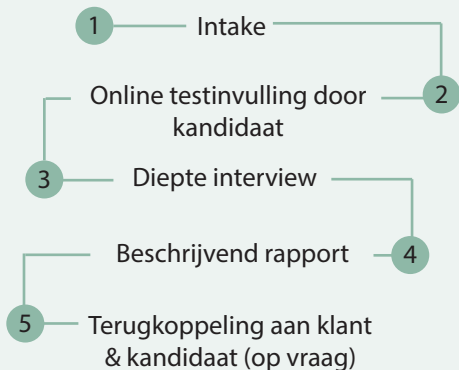 1 Intake
2
Online testinvulling door
kandidaat
3 Diepte interview
4
Beschrijvend rapport
5 Terugkoppeling aan klant
& kandidaat (op vraag)